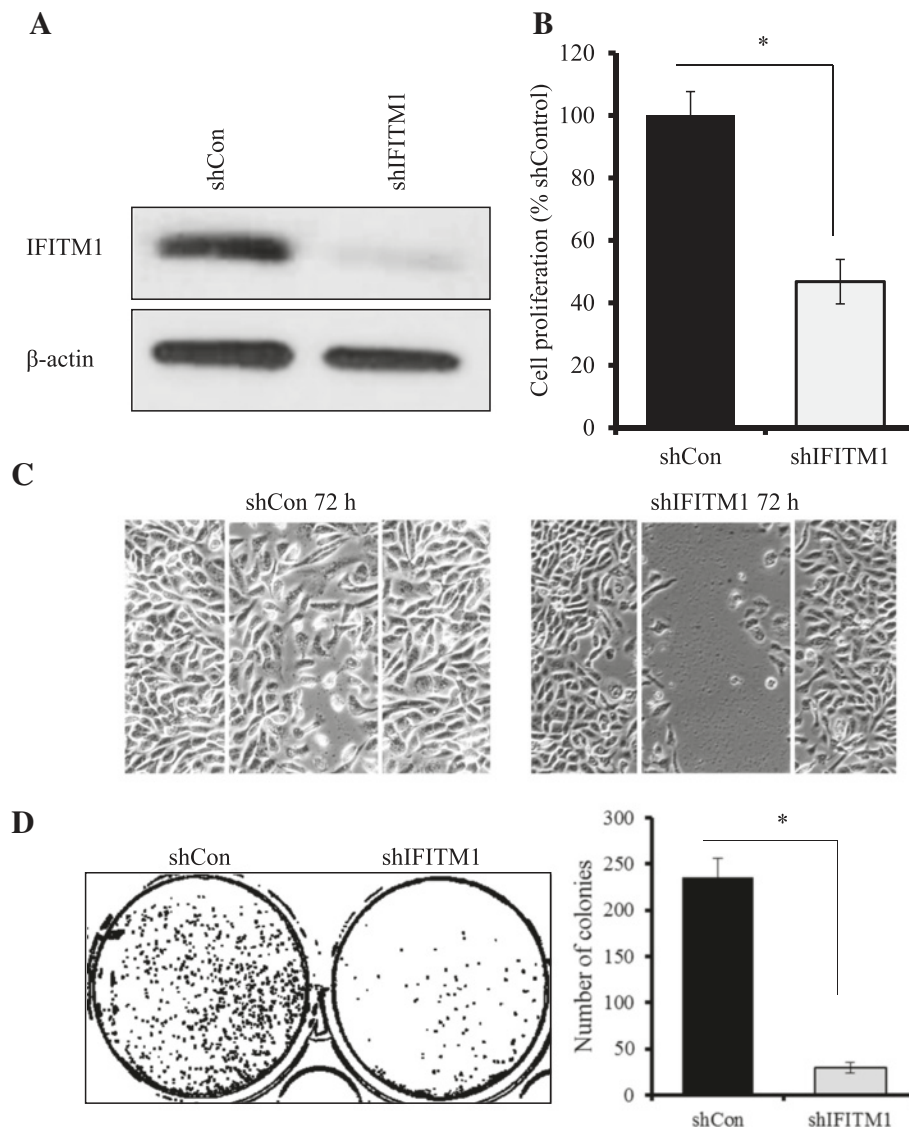 A
shCon
shIFITM1
IFITM1
β-actin
B
Cell proliferation (% shControl)
120
100
80
60
40
20
0
*
shCon
shIFITM1
C
shCon 72 h
shIFITM1 72 h
D
shCon
shIFITM1
Number of colonies
300
250
200
150
100
50
0
*
shCon
shIFITM1